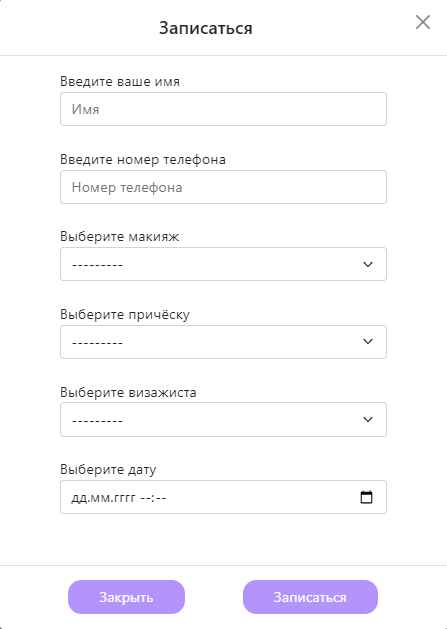 Записаться
Введите ваше имя
Имя
Введите номер телефона
Номер телефона
Выберите макияж
---------
Выберите причёску
---------
Выберите визажиста
---------
Выберите дату
дд.мм.гггг --:--
Закрыть Записаться